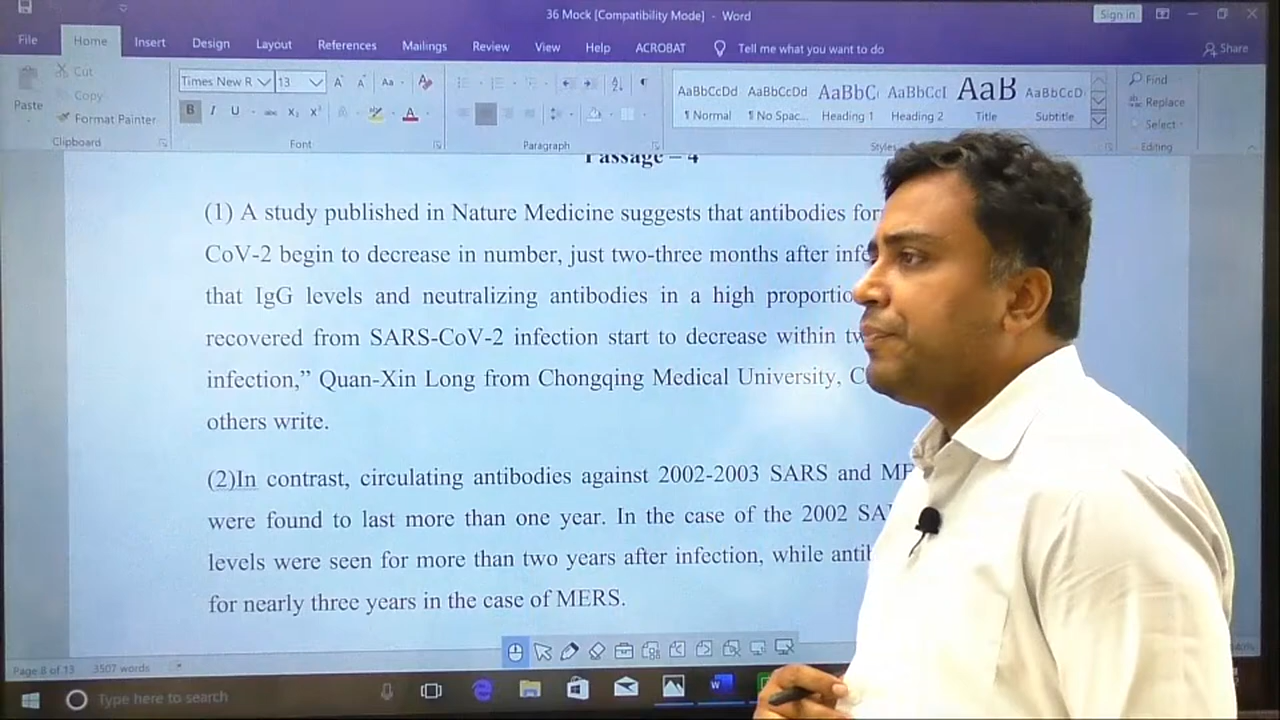 36 Mock [Compatibility Mode] - Word
Sign in
File Home Insert Design Layout References Mailings Review View Help ACROBAT Tell me what you want to do Share
Paste
Cut
Copy
Format Painter
Clipboard
Times New R 13
B I U
Font
Paragraph
AaBbCcDd AaBbCcDd AaBbC AaBbCcI AaB AaBbCcD
¶ Normal ¶ No Spac... Heading 1 Heading 2 Title Subtitle
Styles
Find
Replace
Select
Editing
Passage – 4
(1) A study published in Nature Medicine suggests that antibodies for
CoV-2 begin to decrease in number, just two-three months after infe
that IgG levels and neutralizing antibodies in a high proportio
recovered from SARS-CoV-2 infection start to decrease within tw
infection,” Quan-Xin Long from Chongqing Medical University, C
others write.
(2)In contrast, circulating antibodies against 2002-2003 SARS and ME
were found to last more than one year. In the case of the 2002 SA
levels were seen for more than two years after infection, while antib
for nearly three years in the case of MERS.
Page 8 of 13 3507 words
Type here to search